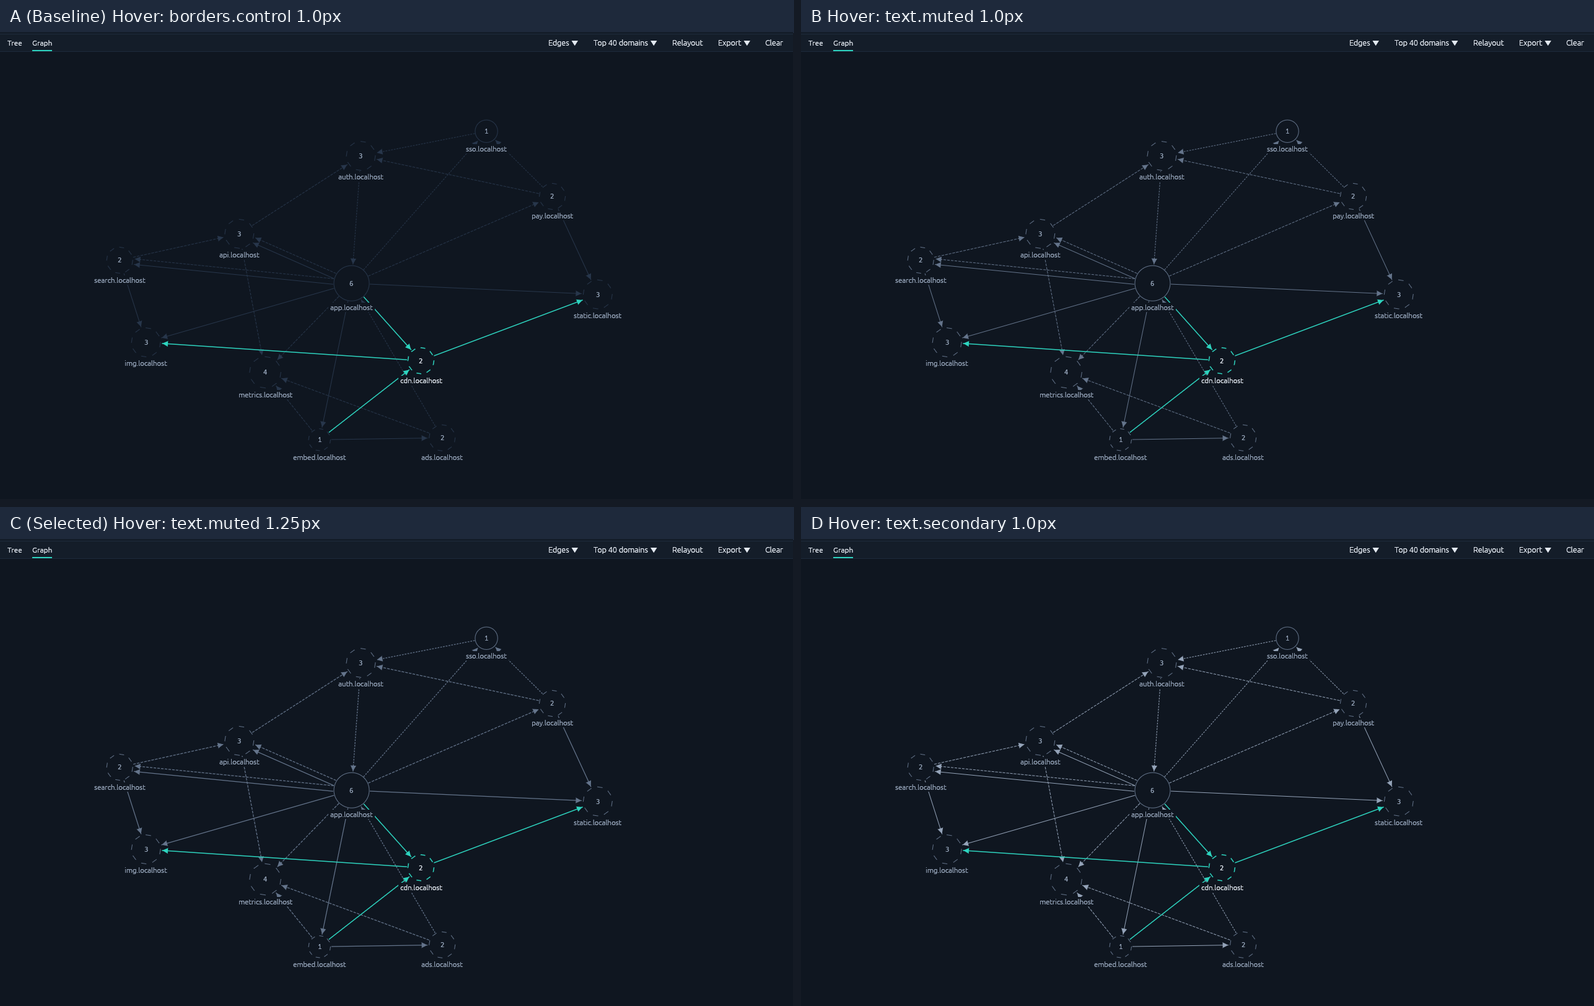 A (Baseline) Hover: borders.control 1.0px
Tree Graph Edges ▼ Top 40 domains ▼ Relayout Export ▼ Clear
1
sso.localhost
3
auth.localhost
2
pay.localhost
3
api.localhost
2
search.localhost
6
app.localhost
3
static.localhost
3
img.localhost
2
cdn.localhost
4
metrics.localhost
1
embed.localhost
2
ads.localhost
B Hover: text.muted 1.0px
Tree Graph Edges ▼ Top 40 domains ▼ Relayout Export ▼ Clear
1
sso.localhost
3
auth.localhost
2
pay.localhost
3
api.localhost
2
search.localhost
6
app.localhost
3
static.localhost
3
img.localhost
2
cdn.localhost
4
metrics.localhost
1
embed.localhost
2
ads.localhost
C (Selected) Hover: text.muted 1.25px
Tree Graph Edges ▼ Top 40 domains ▼ Relayout Export ▼ Clear
1
sso.localhost
3
auth.localhost
2
pay.localhost
3
api.localhost
2
search.localhost
6
app.localhost
3
static.localhost
3
img.localhost
2
cdn.localhost
4
metrics.localhost
1
embed.localhost
2
ads.localhost
D Hover: text.secondary 1.0px
Tree Graph Edges ▼ Top 40 domains ▼ Relayout Export ▼ Clear
1
sso.localhost
3
auth.localhost
2
pay.localhost
3
api.localhost
2
search.localhost
6
app.localhost
3
static.localhost
3
img.localhost
2
cdn.localhost
4
metrics.localhost
1
embed.localhost
2
ads.localhost